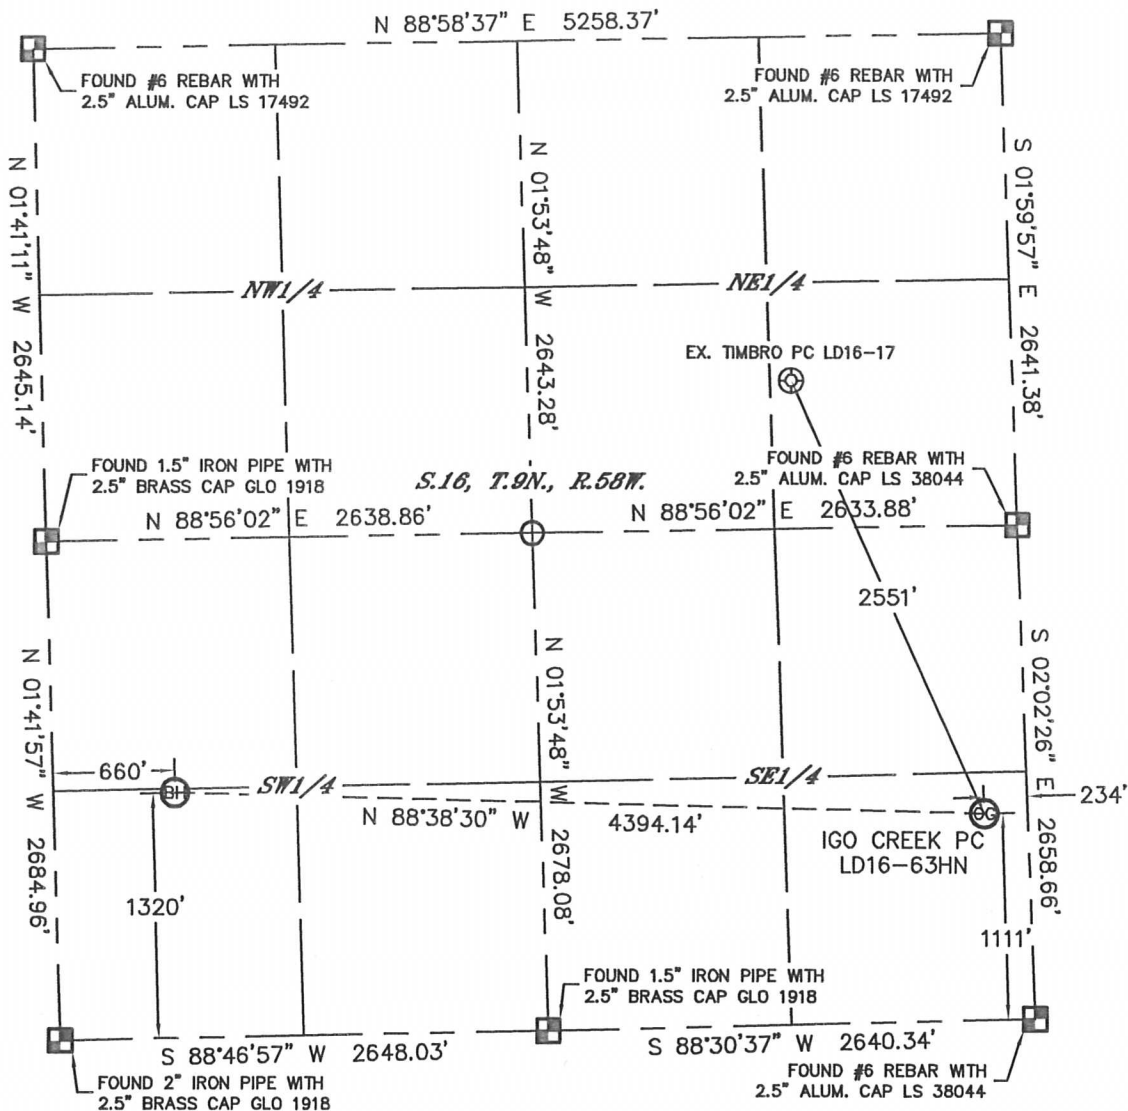 N 88°58'37" E 5258.37'
FOUND #6 REBAR WITH
2.5" ALUM. CAP LS 17492
FOUND #6 REBAR WITH
2.5" ALUM. CAP LS 17492
N 01°41'11" W 2645.14'
N 01°53'48" W 2643.28'
S 01°59'57" E 2641.38'
NW1/4
NE1/4
EX. TIMBRO PC LD16-17
FOUND 1.5" IRON PIPE WITH
2.5" BRASS CAP GLO 1918
S.16, T.9N., R.58W.
FOUND #6 REBAR WITH
2.5" ALUM. CAP LS 38044
N 88°56'02" E 2638.86'
N 88°56'02" E 2633.88'
2551'
N 01°41'57" W 2684.96'
N 01°53'48" W 2678.08'
S 02°02'26" E 2658.66'
660'
BH
SW1/4
SE1/4
234'
N 88°38'30" W 4394.14'
OG
IGO CREEK PC
LD16-63HN
1320'
1111'
FOUND 1.5" IRON PIPE WITH
2.5" BRASS CAP GLO 1918
S 88°46'57" W 2648.03'
S 88°30'37" W 2640.34'
FOUND 2" IRON PIPE WITH
2.5" BRASS CAP GLO 1918
FOUND #6 REBAR WITH
2.5" ALUM. CAP LS 38044